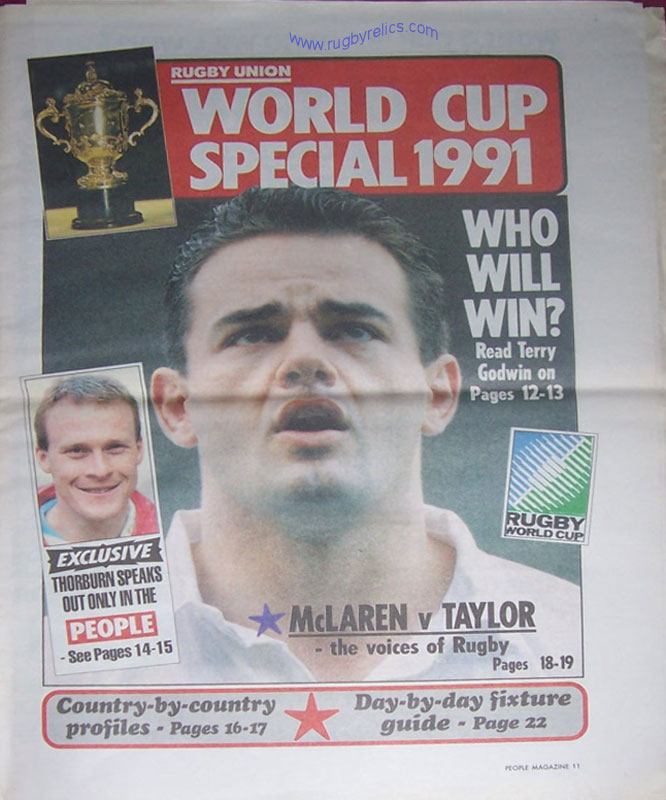 www.rugbyrelics.com
RUGBY UNION
WORLD CUP
SPECIAL 1991
WHO
WILL
WIN?
Read Terry
Godwin on
Pages 12-13
RUGBY
WORLD CUP
EXCLUSIVE
THORBURN SPEAKS
OUT ONLY IN THE
PEOPLE
- See Pages 14-15
McLAREN v TAYLOR
- the voices of Rugby
Pages 18-19
Country-by-country
profiles - Pages 16-17
Day-by-day fixture
guide - Page 22
PEOPLE MAGAZINE 11